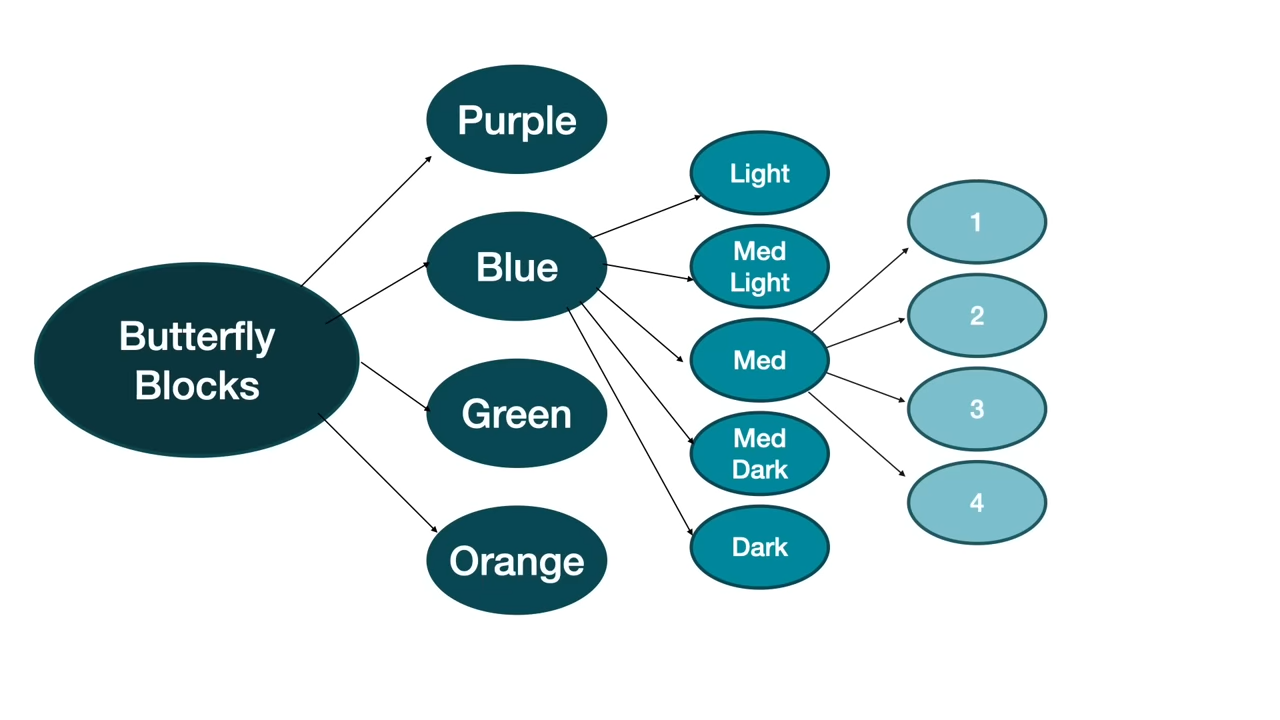 Butterfly
Blocks
Purple
Blue
Green
Orange
Light
Med
Light
Med
Med
Dark
Dark
1
2
3
4